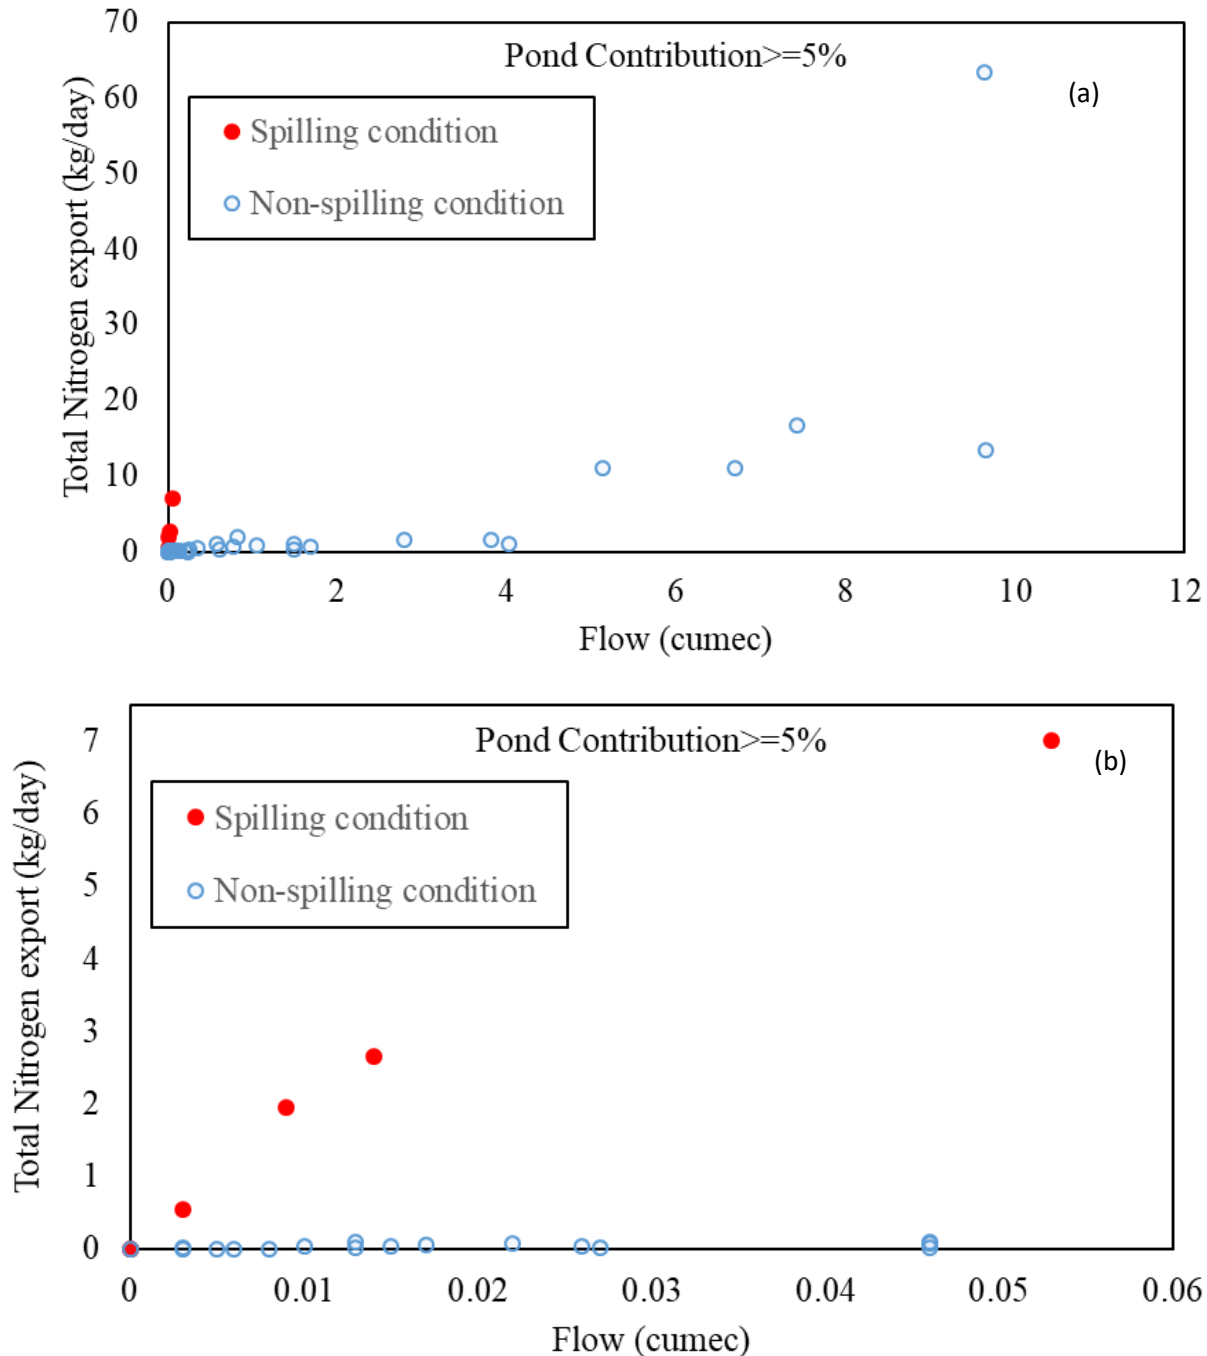 70
Pond Contribution>=5%
(a)
60
Spilling condition
50
Non-spilling condition
40
30
20
10
0
Total Nitrogen export (kg/day)
0 2 4 6 8 10 12
Flow (cumec)
Pond Contribution>=5%
(b)
7
Spilling condition
6
Non-spilling condition
5
4
3
2
1
0
Total Nitrogen export (kg/day)
0 0.01 0.02 0.03 0.04 0.05 0.06
Flow (cumec)